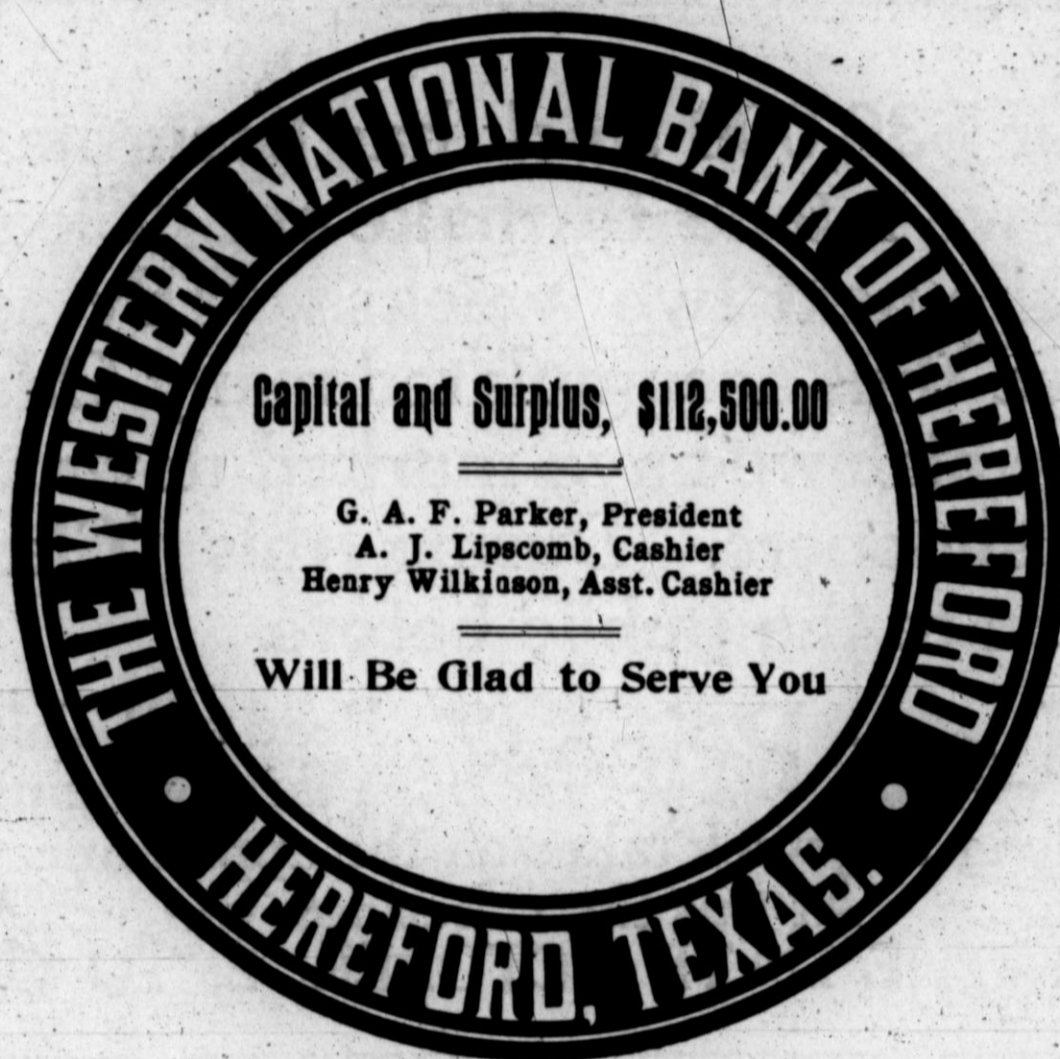 THE WESTERN NATIONAL BANK OF HEREFORD
Capital and Surplus, $112,500.00
G. A. F. Parker, President
A. J. Lipscomb, Cashier
Henry Wilkinson, Asst. Cashier
Will Be Glad to Serve You
HEREFORD, TEXAS.